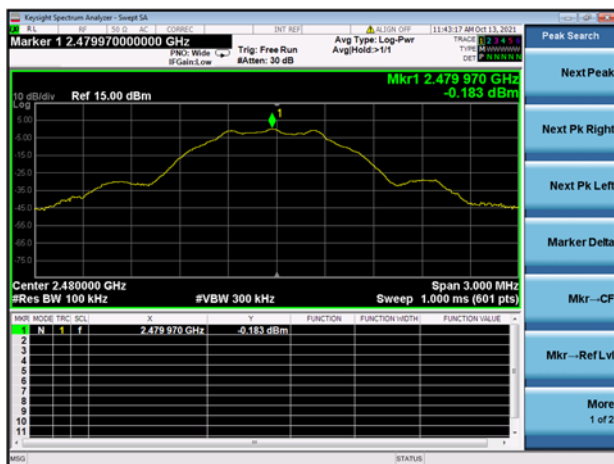 Keysight Spectrum Analyzer - Swept SA
RL RF 50 Ω AC CORREC INT REF ALIGN OFF 11:43:17 AM Oct 13, 2021
Marker 1 2.479970000000 GHz
PNO: Wide
IFGain:Low
Trig: Free Run
#Atten: 30 dB
Avg Type: Log-Pwr
Avg|Hold:>1/1
TRACE 1 2 3 4 5 6
TYPE M
DET P N N N N N
Peak Search
Mkr1 2.479 970 GHz
-0.183 dBm
10 dB/div Ref 15.00 dBm
Log
1
5.00
-5.00
-15.0
-25.0
-35.0
-45.0
-55.0
-65.0
-75.0
Center 2.480000 GHz Span 3.000 MHz
#Res BW 100 kHz #VBW 300 kHz Sweep 1.000 ms (601 pts)
MKR MODE TRC SCL X Y FUNCTION FUNCTION WIDTH FUNCTION VALUE
1 N 1 f 2.479 970 GHz -0.183 dBm
2
3
4
5
6
7
8
9
10
11
MSG STATUS
Next Peak
Next Pk Right
Next Pk Left
Marker Delta
Mkr→CF
Mkr→Ref Lvl
More
1 of 2